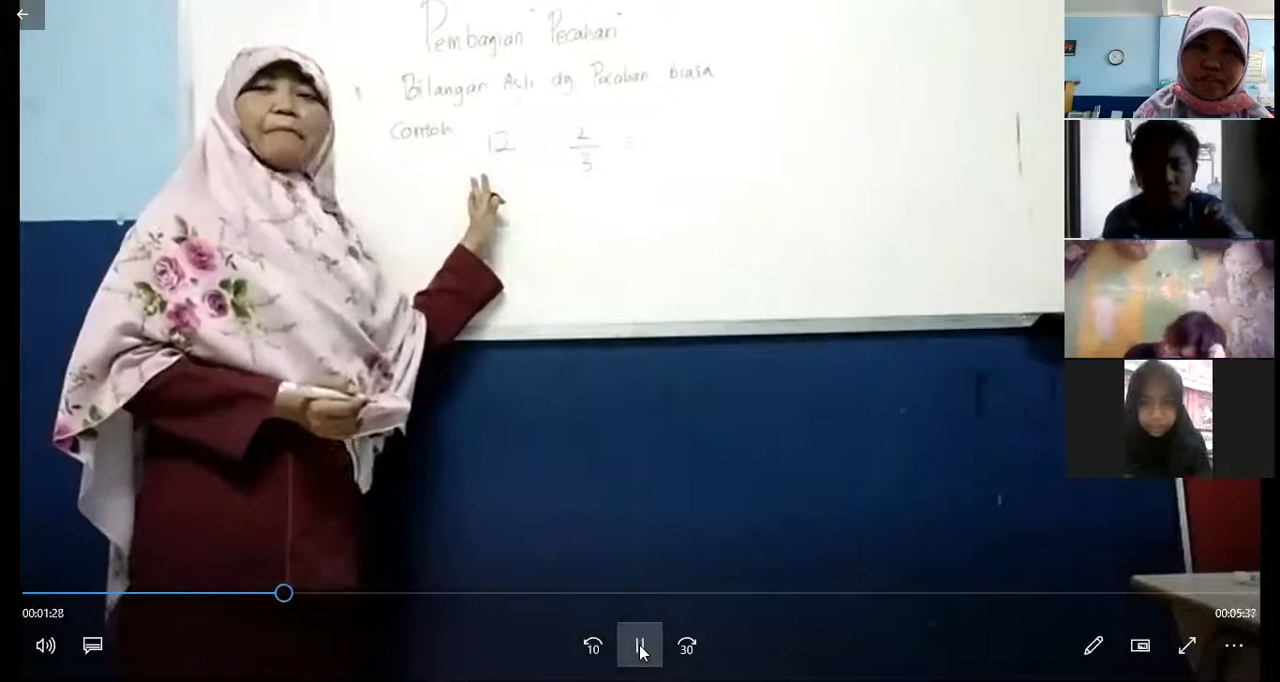 Pembagian Pecahan
Bilangan Asli dg Pecahan biasa
Contoh
12 : 2/3 =
00:01:28
00:05:37
10
30